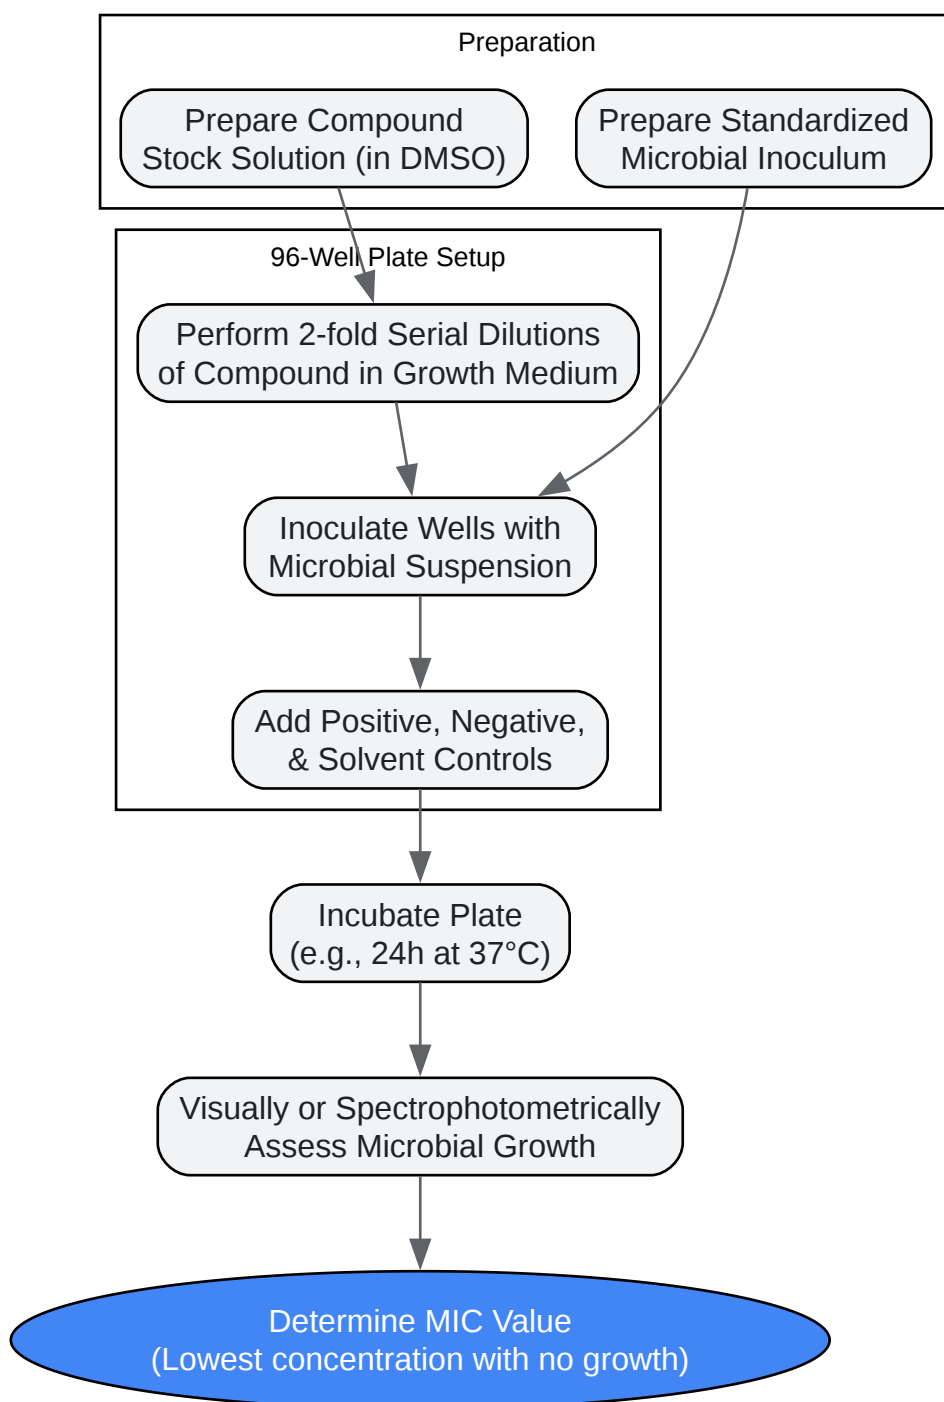 Preparation
Prepare Compound
Stock Solution (in DMSO)
Prepare Standardized
Microbial Inoculum
96-Well Plate Setup
Perform 2-fold Serial Dilutions
of Compound in Growth Medium
Inoculate Wells with
Microbial Suspension
Add Positive, Negative,
& Solvent Controls
Incubate Plate
(e.g., 24h at 37°C)
Visually or Spectrophotometrically
Assess Microbial Growth
Determine MIC Value
(Lowest concentration with no growth)